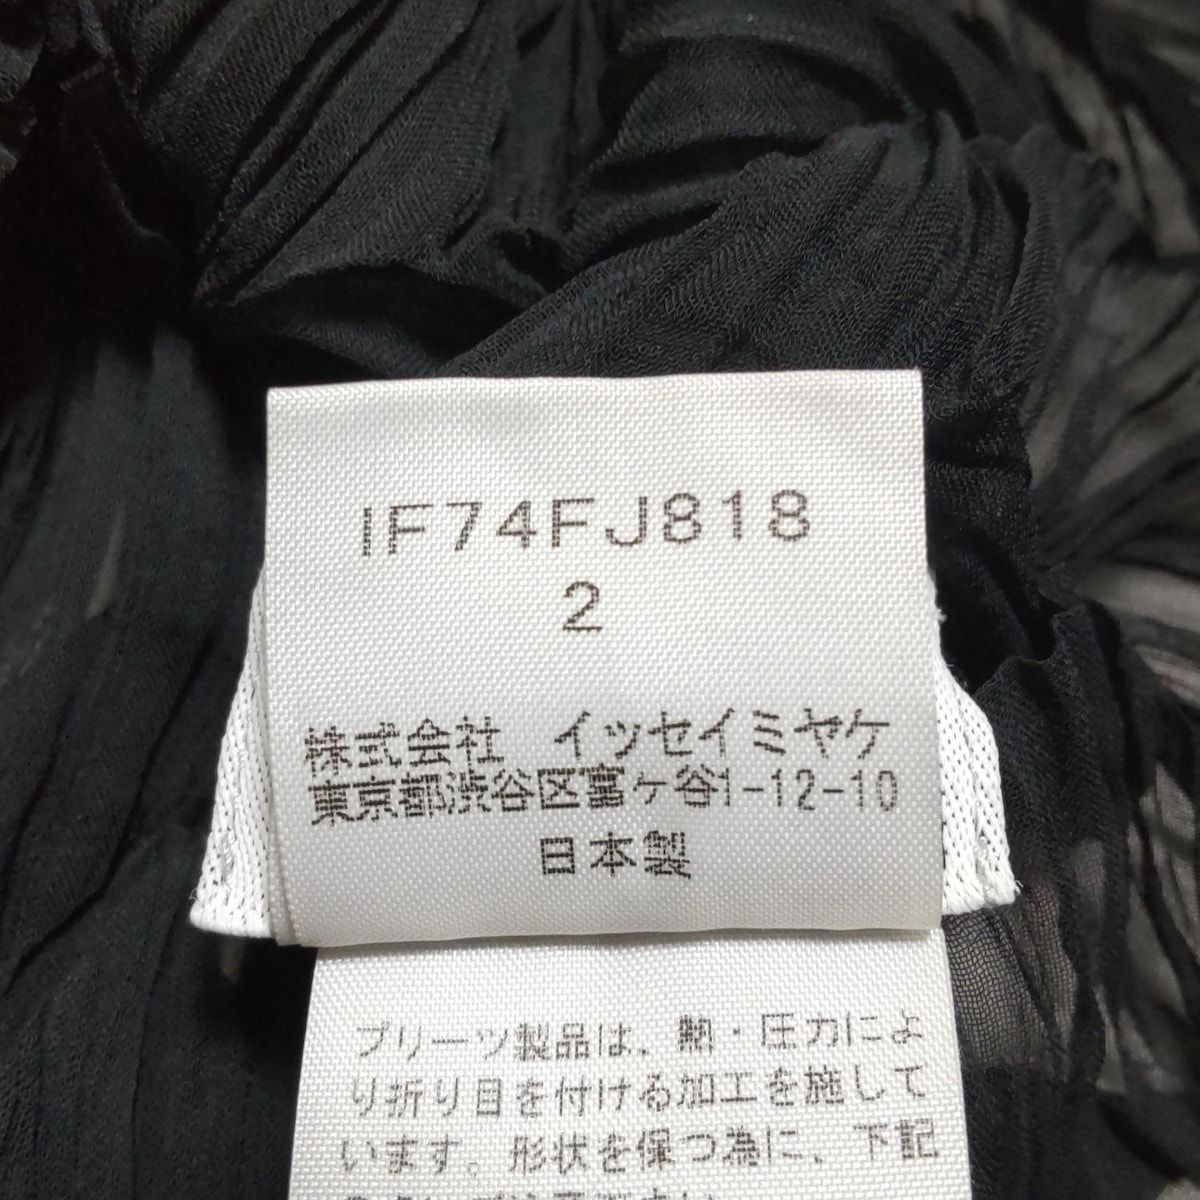 IF74FJ818
2
株式会社　イッセイミヤケ
東京都渋谷区富ヶ谷1-12-10
日本製
プリーツ製品は、熱・圧力によ
り折り目を付ける加工を施して
います。形状を保つ為に、下記